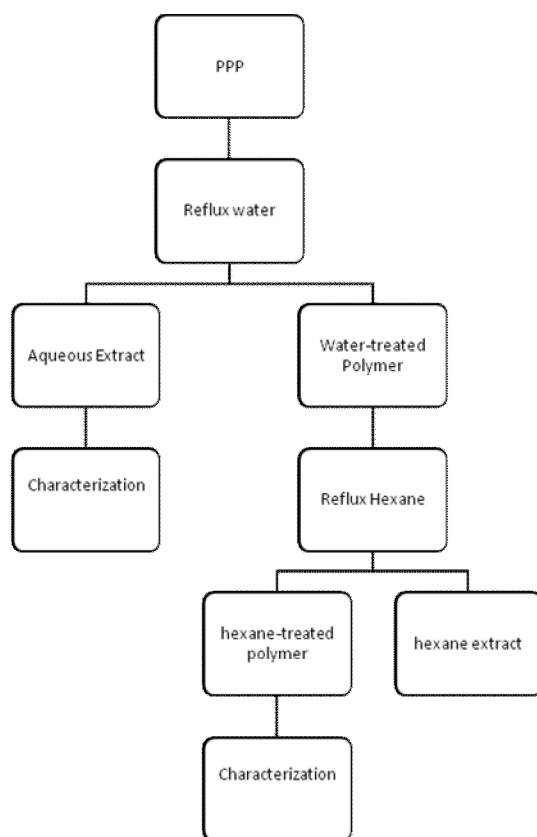 PPP
Reflux water
Aqueous Extract
Water-treated
Polymer
Characterization
Reflux Hexane
hexane-treated
polymer
hexane extract
Characterization